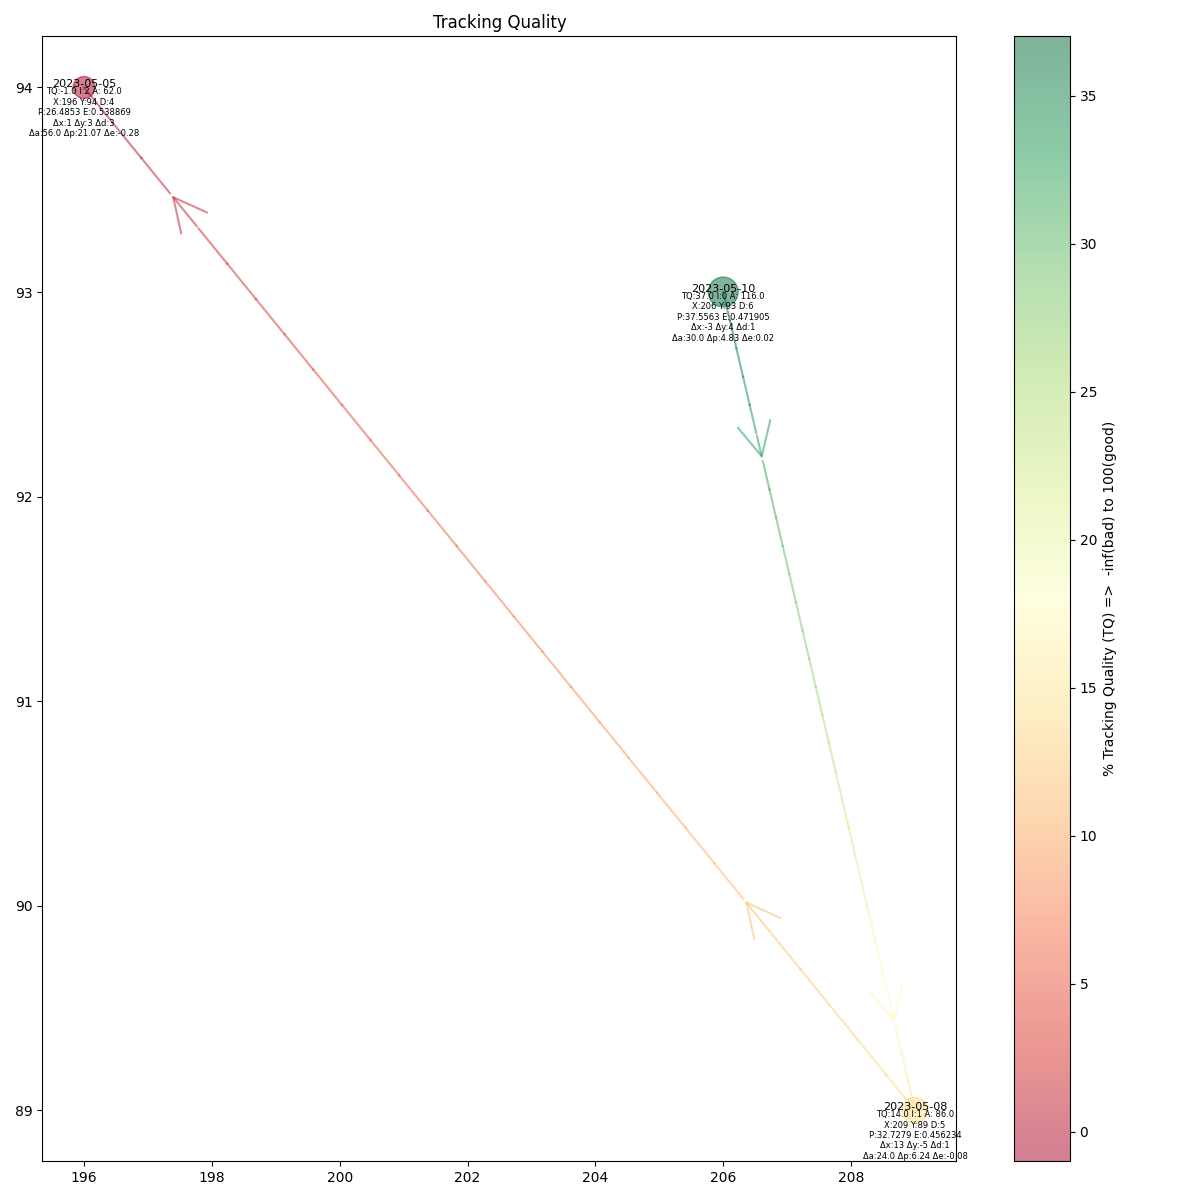 Tracking Quality
2023-05-05
TQ:-1.0 I:2 A: 62.0
X:196 Y:94 D:4
P:26.4853 E:0.538869
Δx:1 Δy:3 Δd:3
Δa:56.0 Δp:21.07 Δe:-0.28
2023-05-10
TQ:37.0 I:0 A: 116.0
X:206 Y:93 D:6
P:37.5563 E:0.471905
Δx:-3 Δy:4 Δd:1
Δa:30.0 Δp:4.83 Δe:0.02
2023-05-08
TQ:14.0 I:1 A: 86.0
X:209 Y:89 D:5
P:32.7279 E:0.456234
Δx:13 Δy:-5 Δd:1
Δa:24.0 Δp:6.24 Δe:-0.08
94
93
92
91
90
89
196 198 200 202 204 206 208
35
30
25
20
15
10
5
0
% Tracking Quality (TQ) => -inf(bad) to 100(good)